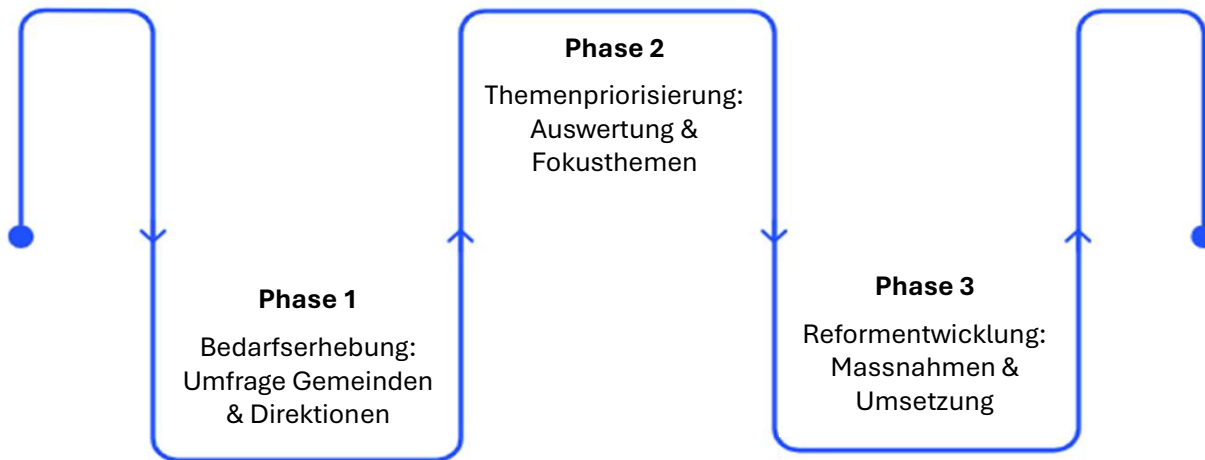 Phase 1
Bedarfserhebung:
Umfrage Gemeinden
& Direktionen
Phase 2
Themenpriorisierung:
Auswertung &
Fokusthemen
Phase 3
Reformentwicklung:
Massnahmen &
Umsetzung